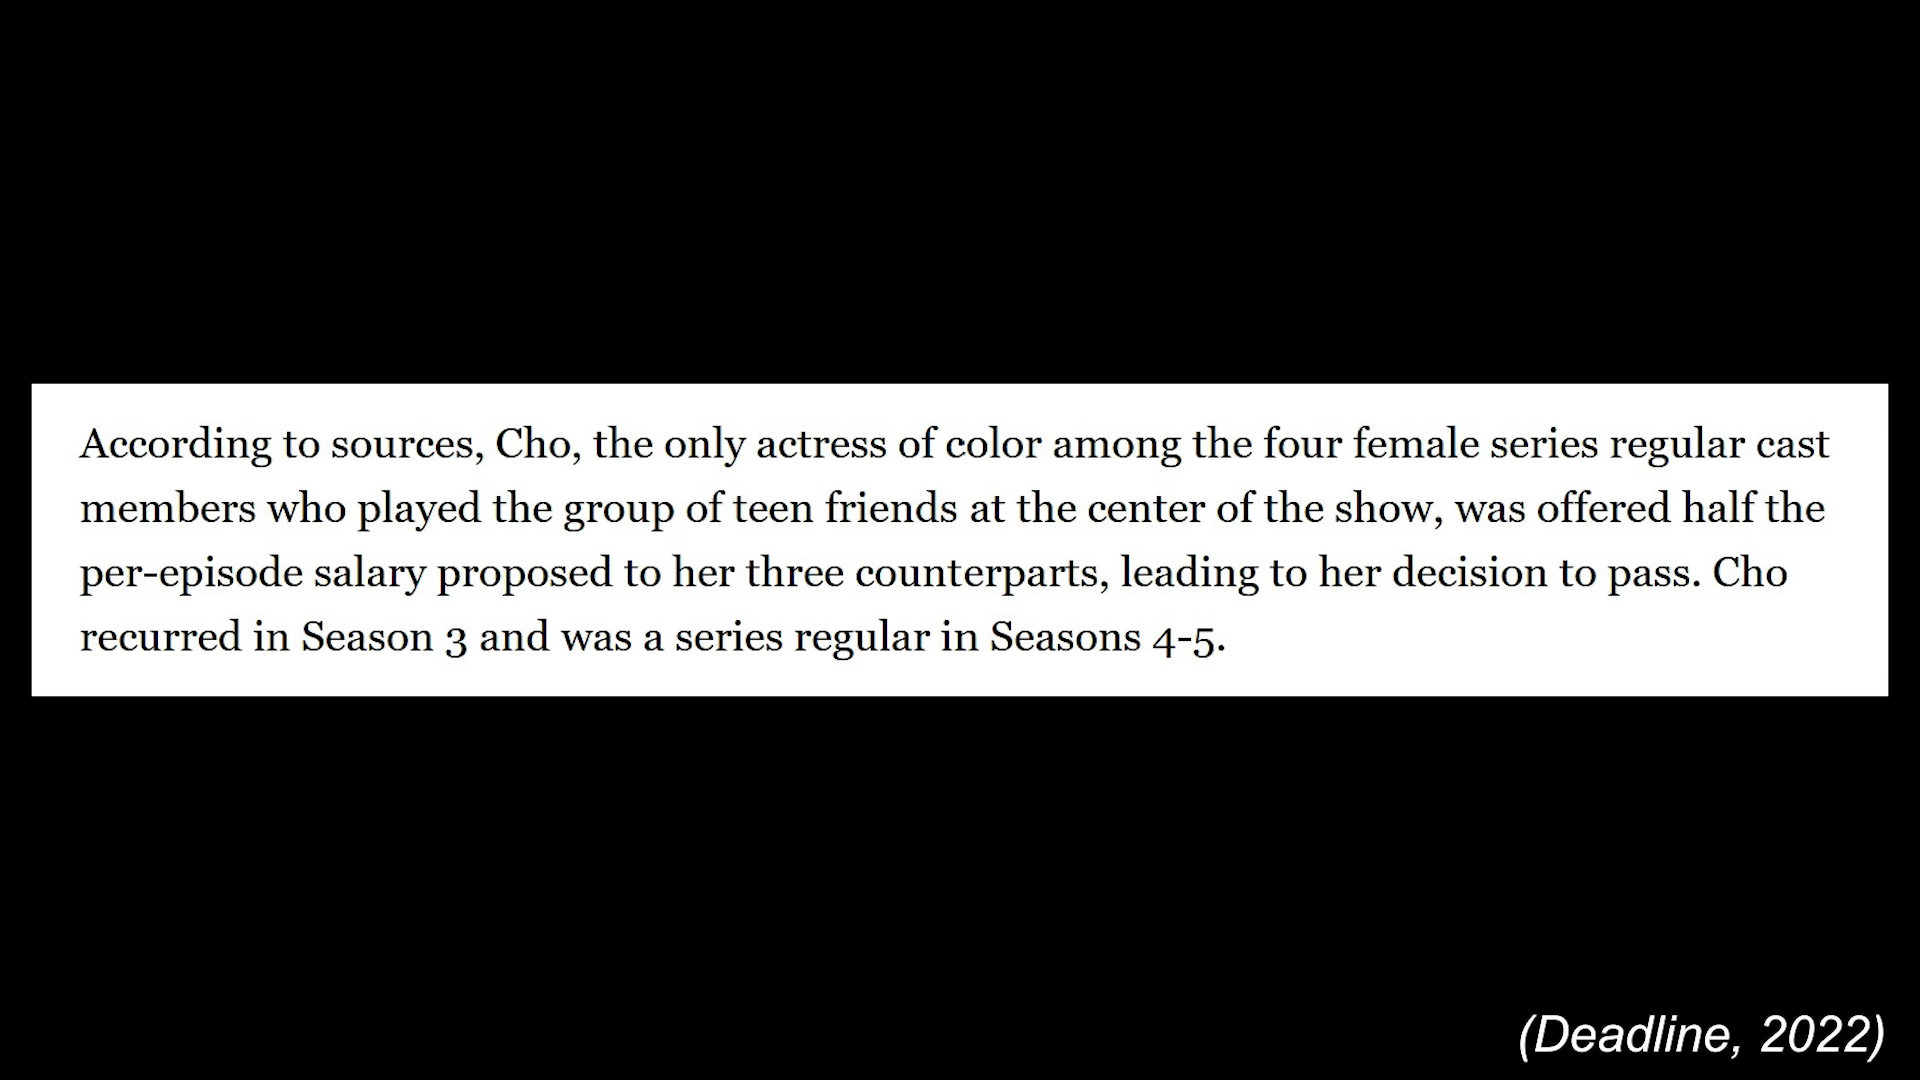 According to sources, Cho, the only actress of color among the four female series regular cast
members who played the group of teen friends at the center of the show, was offered half the
per-episode salary proposed to her three counterparts, leading to her decision to pass. Cho
recurred in Season 3 and was a series regular in Seasons 4-5.
(Deadline, 2022)